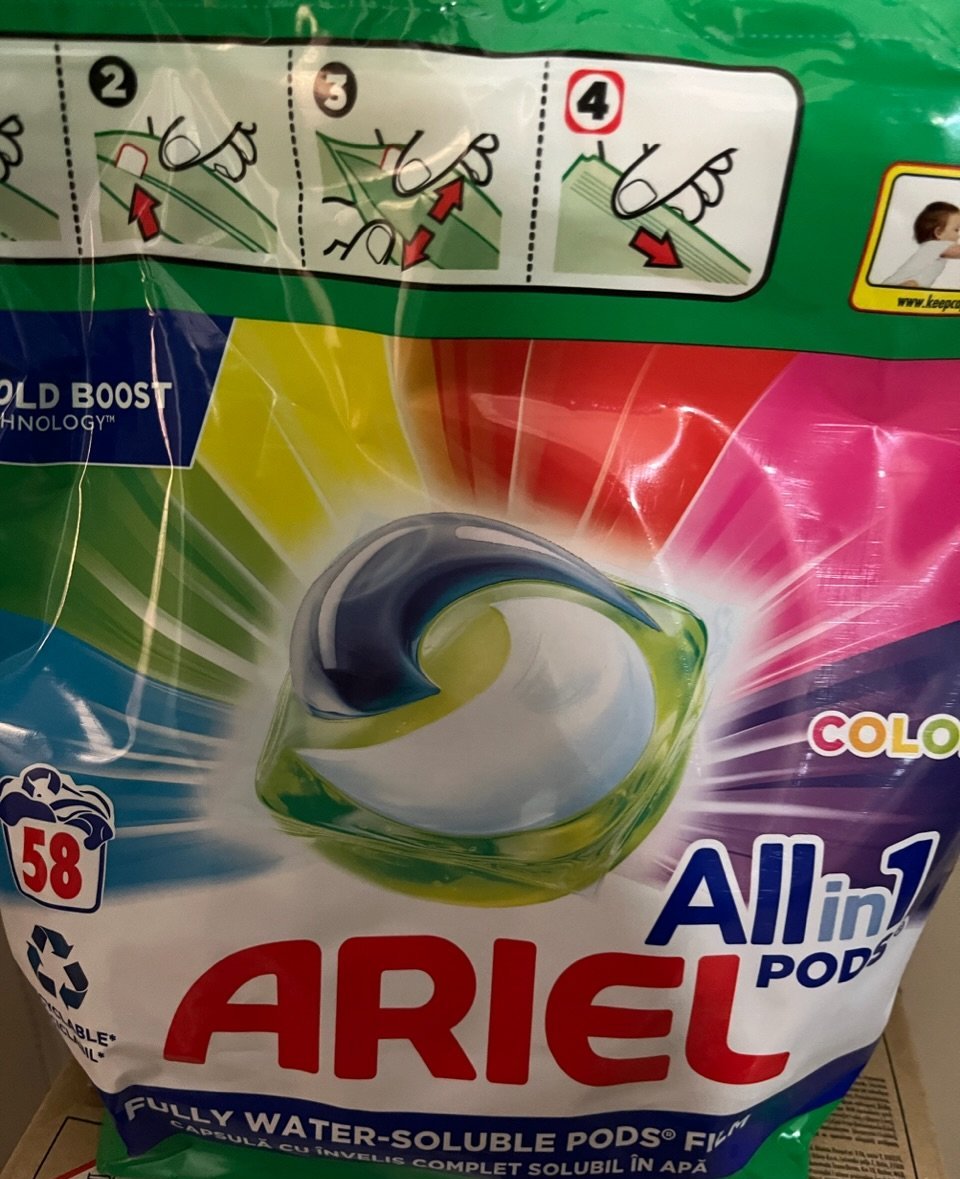 2
3
4
www.keepca
OLD BOOST
HNOLOGY™
COLO
58
All in 1
PODS®
ARIEL
CLABLE*
FULLY WATER-SOLUBLE PODS® FILM
CAPSULĂ CU ÎNVELIȘ COMPLET SOLUBIL ÎN APĂ